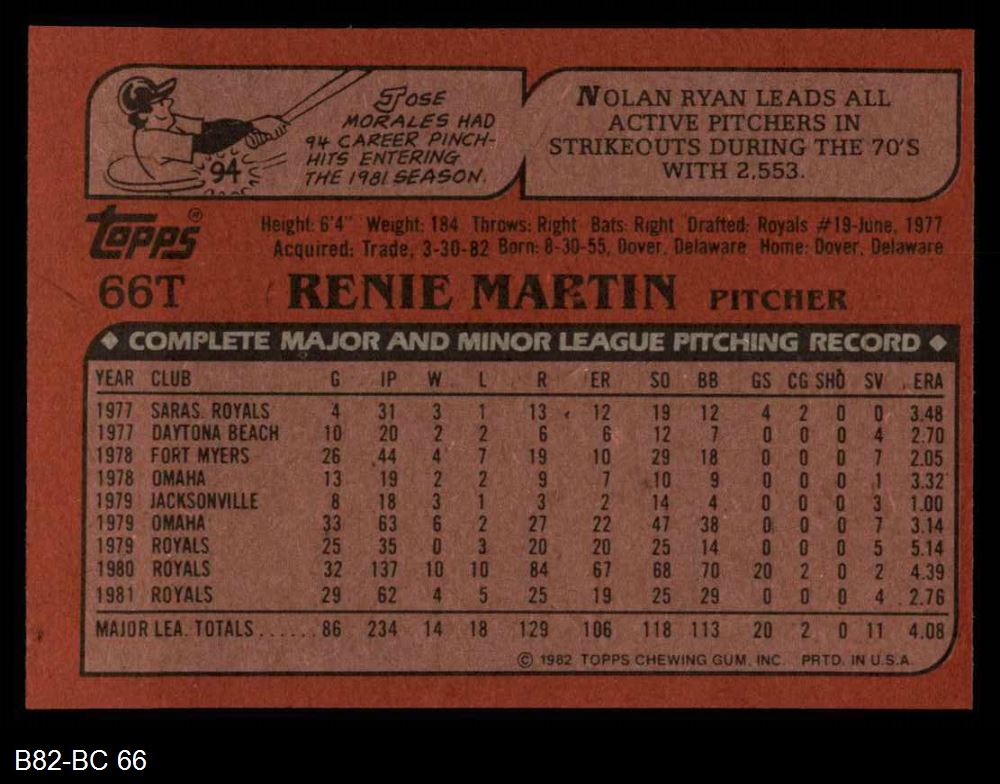 JOSE
MORALES HAD
94 CAREER PINCH-
HITS ENTERING
THE 1981 SEASON.
94
NOLAN RYAN LEADS ALL
ACTIVE PITCHERS IN
STRIKEOUTS DURING THE 70'S
WITH 2,553.
Topps®
Height: 6'4" Weight: 184 Throws: Right Bats: Right Drafted: Royals #19-June, 1977
Acquired: Trade, 3-30-82 Born: 8-30-55, Dover, Delaware Home: Dover, Delaware
66T RENIE MARTIN PITCHER
◆ COMPLETE MAJOR AND MINOR LEAGUE PITCHING RECORD ◆
YEAR CLUB G IP W L R ER SO BB GS CG SHO SV ERA
1977 SARAS. ROYALS 4 31 3 1 13 12 19 12 4 2 0 0 3.48
1977 DAYTONA BEACH 10 20 2 2 6 6 12 7 0 0 0 4 2.70
1978 FORT MYERS 26 44 4 7 19 10 29 18 0 0 0 7 2.05
1978 OMAHA 13 19 2 2 9 7 10 9 0 0 0 1 3.32
1979 JACKSONVILLE 8 18 3 1 3 2 14 4 0 0 0 3 1.00
1979 OMAHA 33 63 6 2 27 22 47 38 0 0 0 7 3.14
1979 ROYALS 25 35 0 3 20 20 25 14 0 0 0 5 5.14
1980 ROYALS 32 137 10 10 84 67 68 70 20 2 0 2 4.39
1981 ROYALS 29 62 4 5 25 19 25 29 0 0 0 4 2.76
MAJOR LEA. TOTALS......86 234 14 18 129 106 118 113 20 2 0 11 4.08
© 1982 TOPPS CHEWING GUM, INC. PRTD. IN U.S.A.
B82-BC 66